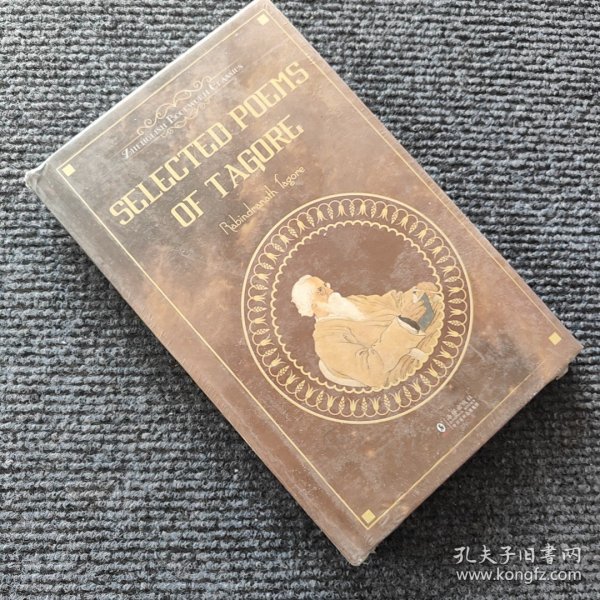 SELECTED POEMS
OF TAGORE
Rabindranath Tagore
孔夫子旧书网
www.kongfz.com